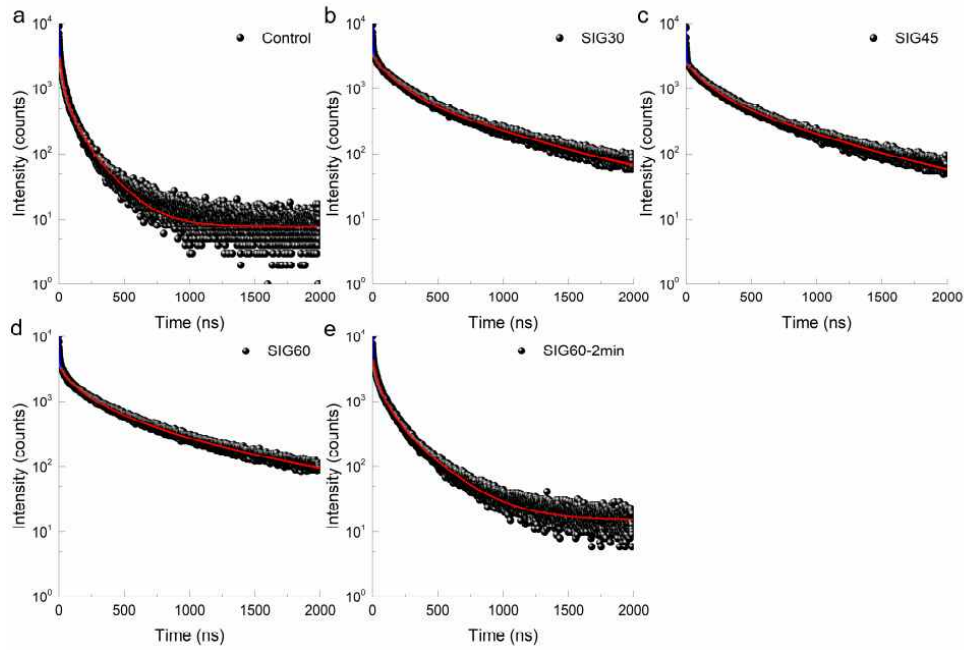 a
Control
Intensity (counts)
10⁴
10³
10²
10¹
10⁰
0 500 1000 1500 2000
Time (ns)
b
SIG30
Intensity (counts)
10⁴
10³
10²
10¹
10⁰
0 500 1000 1500 2000
Time (ns)
c
SIG45
Intensity (counts)
10⁴
10³
10²
10¹
10⁰
0 500 1000 1500 2000
Time (ns)
d
SIG60
Intensity (counts)
10⁴
10³
10²
10¹
10⁰
0 500 1000 1500 2000
Time (ns)
e
SIG60-2min
Intensity (counts)
10⁴
10³
10²
10¹
10⁰
0 500 1000 1500 2000
Time (ns)